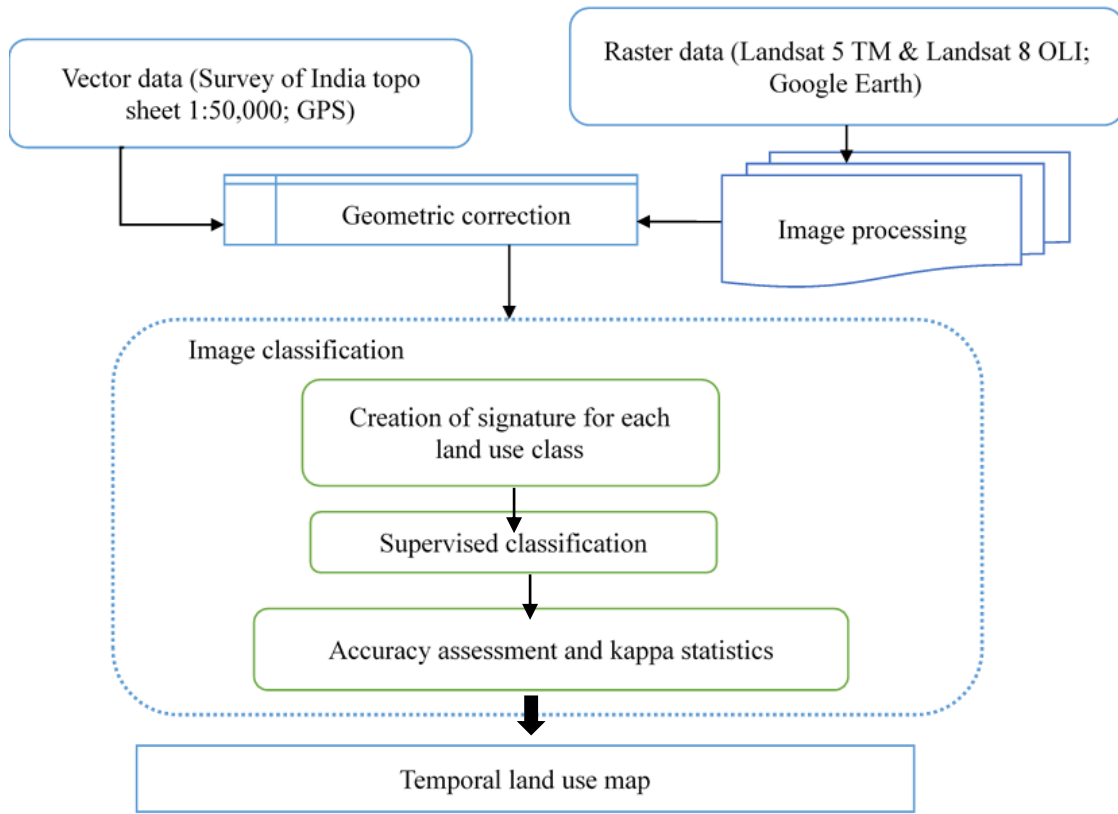 Vector data (Survey of India topo
sheet 1:50,000; GPS)
Raster data (Landsat 5 TM & Landsat 8 OLI;
Google Earth)
Geometric correction
Image processing
Image classification
Creation of signature for each
land use class
Supervised classification
Accuracy assessment and kappa statistics
Temporal land use map